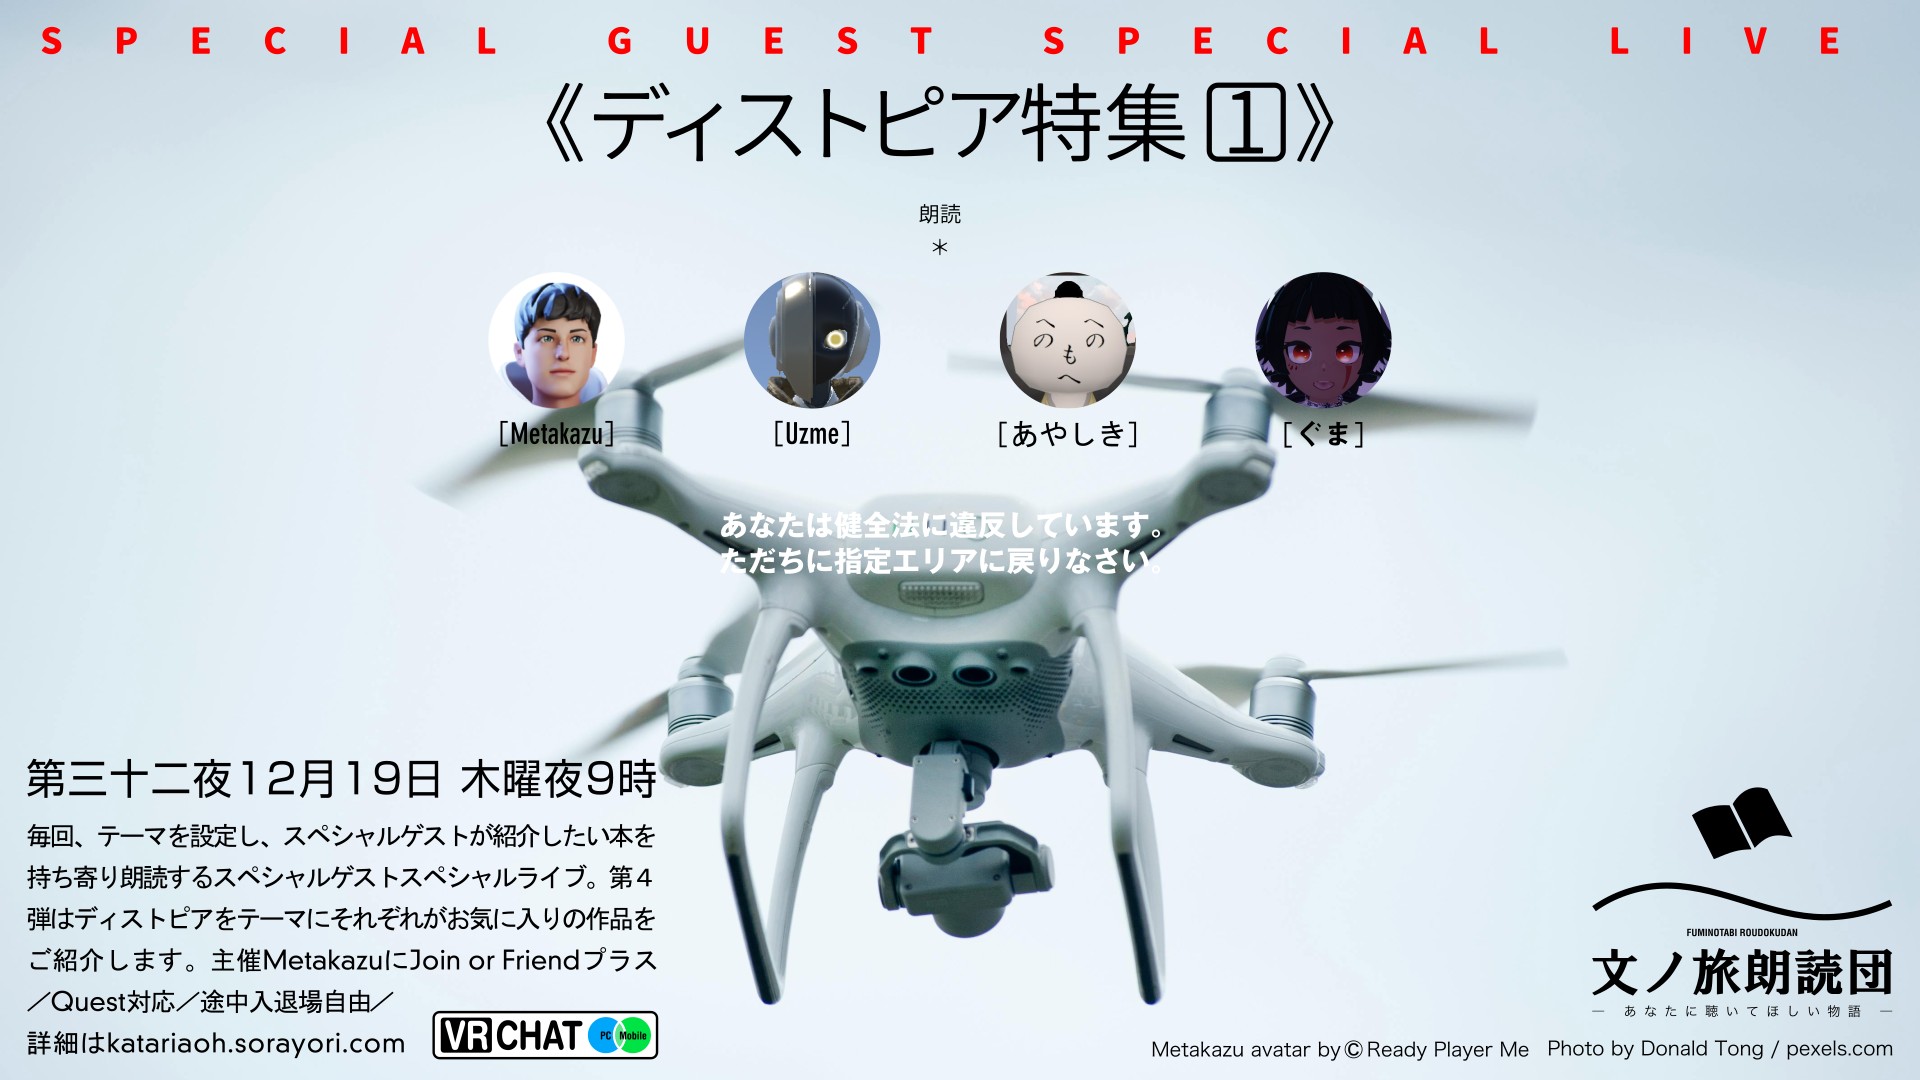 SPECIAL GUEST SPECIAL LIVE
《ディストピア特集1》
朗読
＊
へ へ
の の
も
へ
［Metakazu］
［Uzme］
［あやしき］
［ぐま］
あなたは健全法に違反しています。
ただちに指定エリアに戻りなさい。
第三十二夜12月19日 木曜夜9時
毎回、テーマを設定し、スペシャルゲストが紹介したい本を
持ち寄り朗読するスペシャルゲストスペシャルライブ。第4
弾はディストピアをテーマにそれぞれがお気に入りの作品を
ご紹介します。主催MetakazuにJoin or Friendプラス
／Quest対応／途中入退場自由／
詳細はkatariaoh.sorayori.com
VRCHAT PC Mobile
FUMINOTABI ROUDOKUDAN
文ノ旅朗読団
― あなたに聴いてほしい物語 ―
Metakazu avatar by©Ready Player Me
Photo by Donald Tong / pexels.com